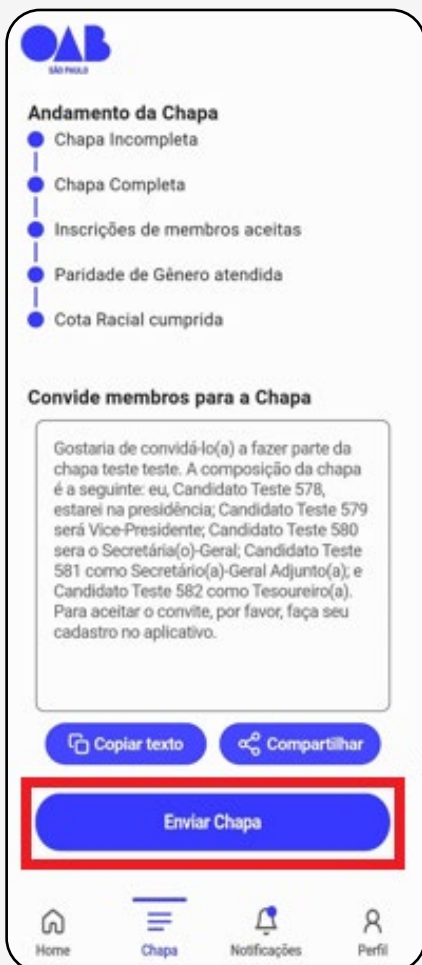 OAB
SÃO PAULO
Andamento da Chapa
Chapa Incompleta
Chapa Completa
Inscrições de membros aceitas
Paridade de Gênero atendida
Cota Racial cumprida
Convide membros para a Chapa
Gostaria de convidá-lo(a) a fazer parte da
chapa teste teste. A composição da chapa
é a seguinte: eu, Candidato Teste 578,
estarei na presidência; Candidato Teste 579
será Vice-Presidente; Candidato Teste 580
sera o Secretária(o)-Geral; Candidato Teste
581 como Secretário(a)-Geral Adjunto(a); e
Candidato Teste 582 como Tesoureiro(a).
Para aceitar o convite, por favor, faça seu
cadastro no aplicativo.
Copiar texto
Compartilhar
Enviar Chapa
Home
Chapa
Notificações
Perfil